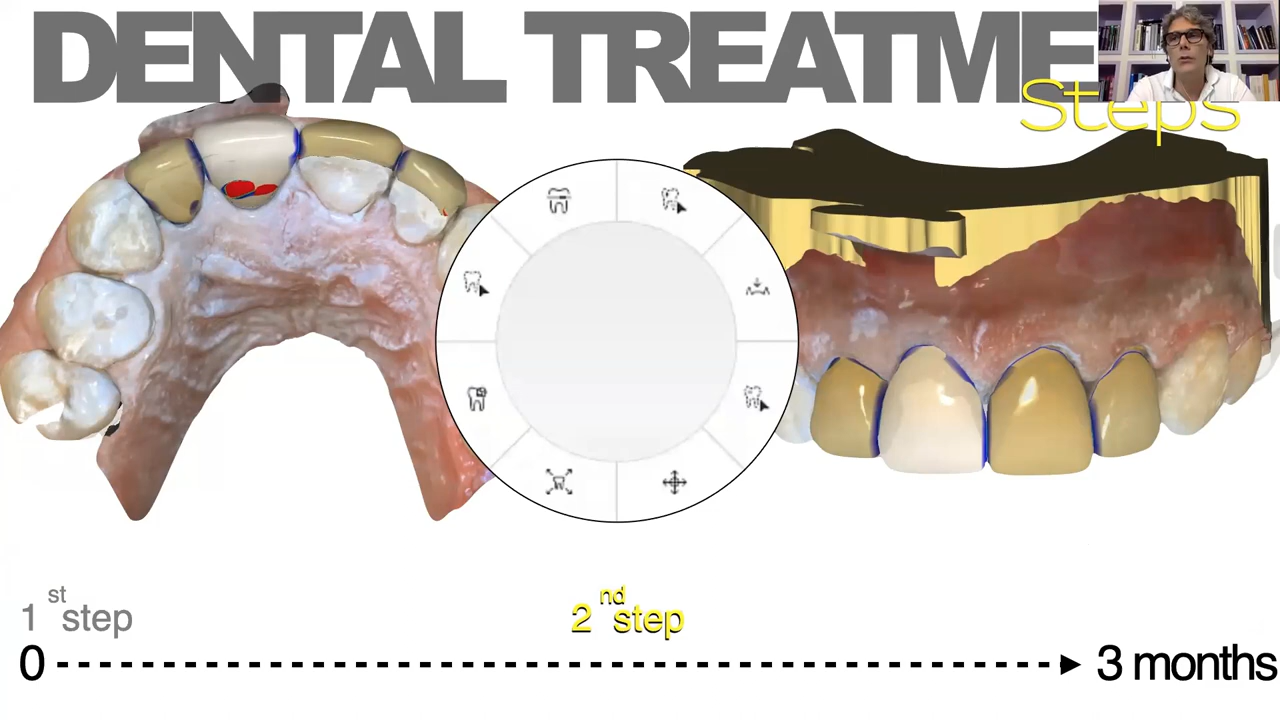 DENTAL TREATME
Steps
1st step
2nd step
0
3 months